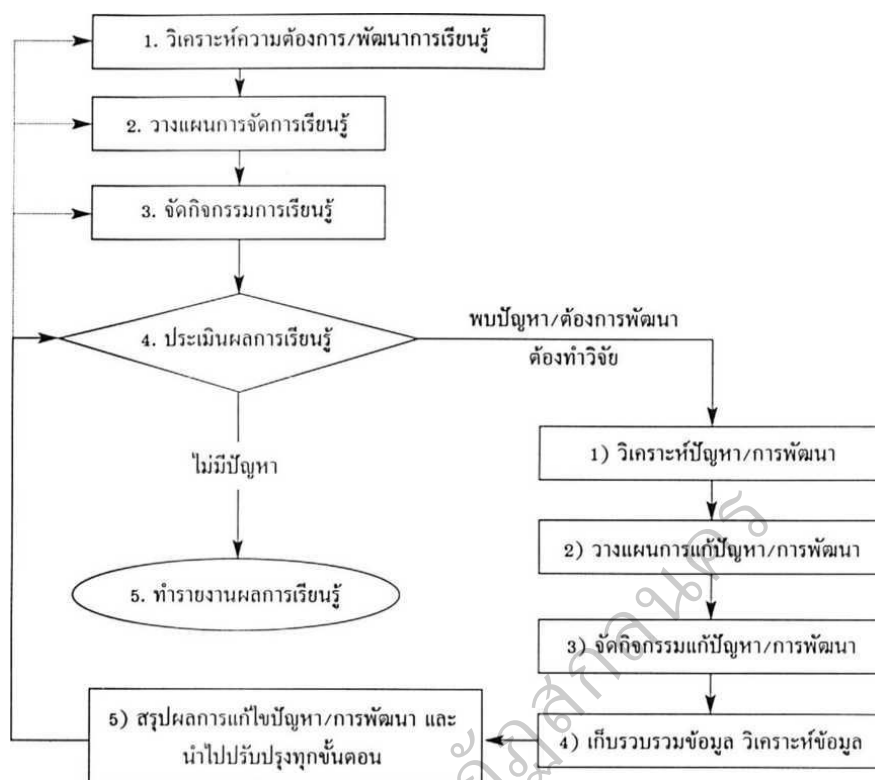 1. วิเคราะห์ความต้องการ/พัฒนาการเรียนรู้
2. วางแผนการจัดการเรียนรู้
3. จัดกิจกรรมการเรียนรู้
4. ประเมินผลการเรียนรู้
พบปัญหา/ต้องการพัฒนา
ต้องทำวิจัย
ไม่มีปัญหา
5. ทำรายงานผลการเรียนรู้
1) วิเคราะห์ปัญหา/การพัฒนา
2) วางแผนการแก้ปัญหา/การพัฒนา
3) จัดกิจกรรมแก้ปัญหา/การพัฒนา
4) เก็บรวบรวมข้อมูล วิเคราะห์ข้อมูล
5) สรุปผลการแก้ไขปัญหา/การพัฒนา และ
นำไปปรับปรุงทุกขั้นตอน